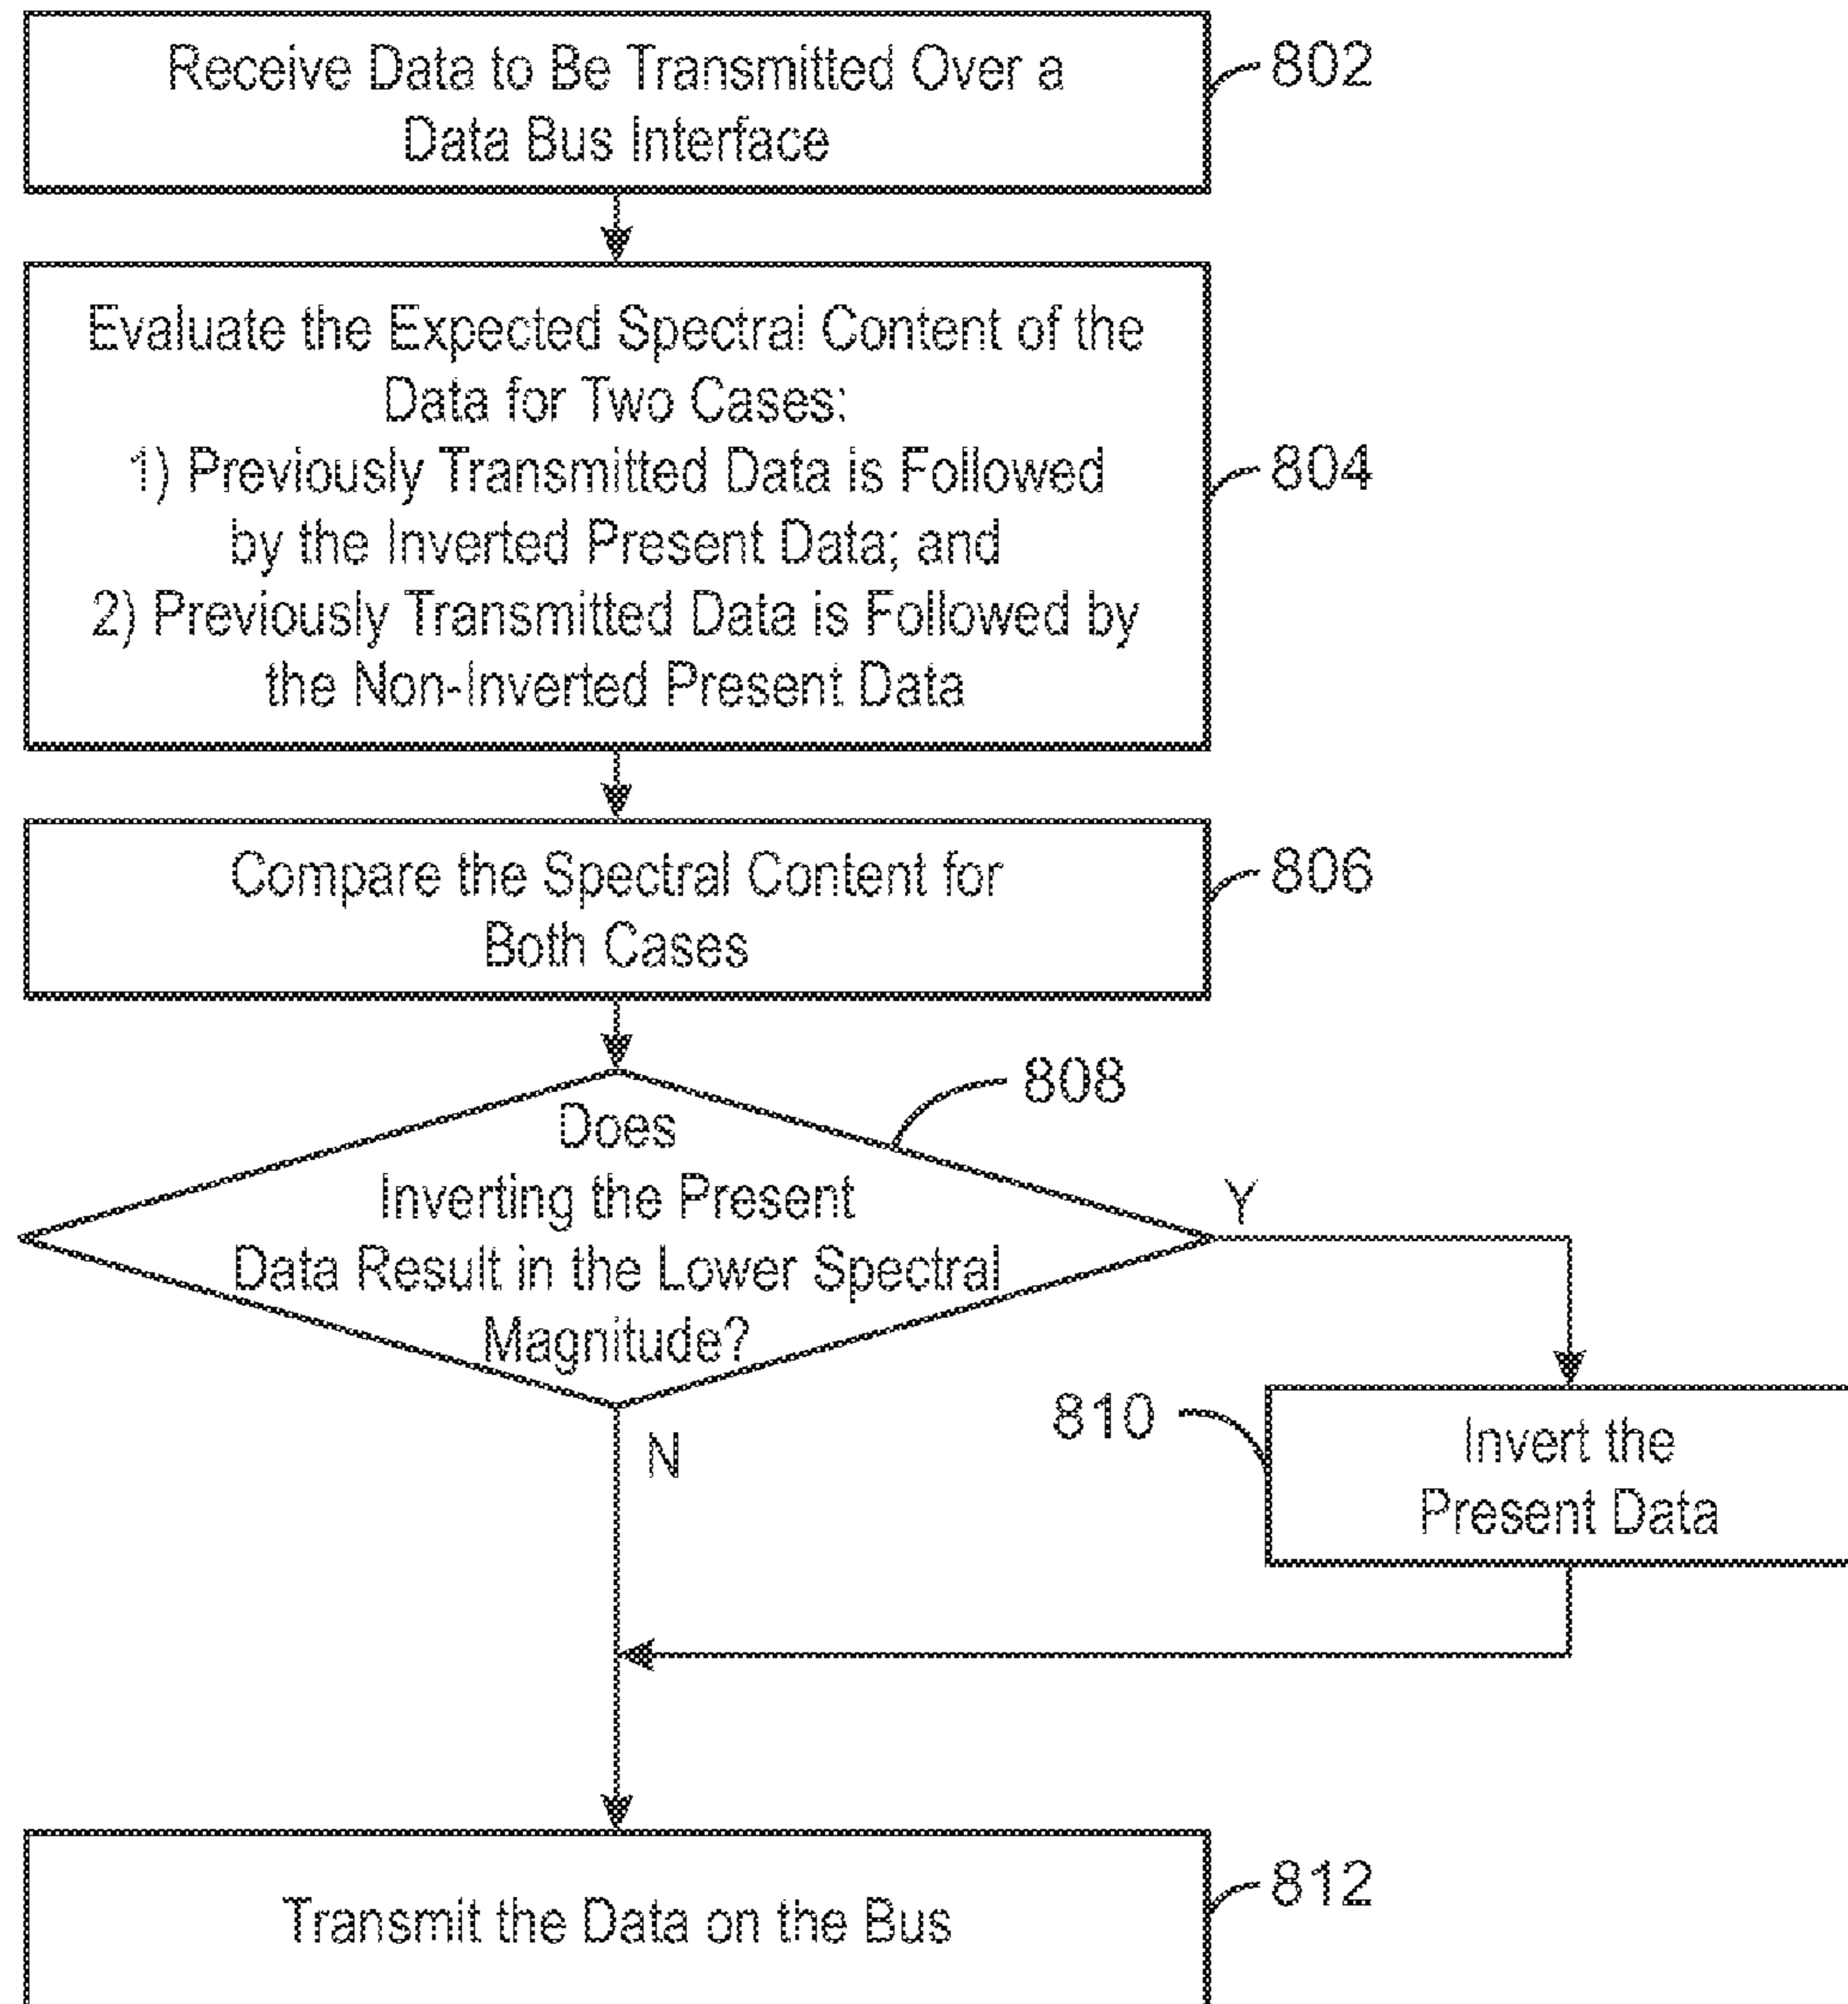 Receive Data to Be Transmitted Over a
Data Bus Interface
802
Evaluate the Expected Spectral Content of the
Data for Two Cases:
1) Previously Transmitted Data is Followed
by the Inverted Present Data; and
2) Previously Transmitted Data is Followed by
the Non-Inverted Present Data
804
Compare the Spectral Content for
Both Cases
806
808
Does
Inverting the Present
Data Result in the Lower Spectral
Magnitude?
Y
N
810
Invert the
Present Data
Transmit the Data on the Bus
812